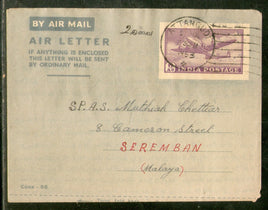 BY AIR MAIL
AIR LETTER
IF ANYTHING IS ENCLOSED
THIS LETTER WILL BE SENT
BY ORDINARY MAIL.
INDIA POSTAGE
SP.A.S. Muthiah Chettiar
8 Cameron Street
SEREMBAN
(Malaya)